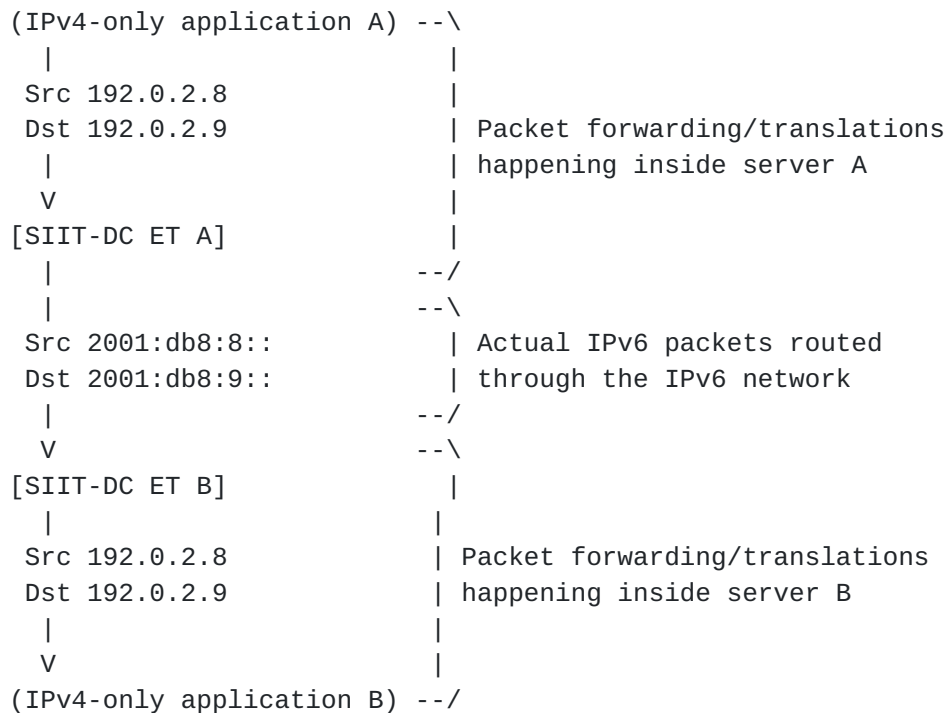 (IPv4-only application A) --\
  |                         |
 Src 192.0.2.8              |
 Dst 192.0.2.9              | Packet forwarding/translations
  |                         | happening inside server A
  V                         |
[SIIT-DC ET A]              |
  |                       --/
  |                       --\
 Src 2001:db8:8::           | Actual IPv6 packets routed
 Dst 2001:db8:9::           | through the IPv6 network
  |                       --/
  V                       --\
[SIIT-DC ET B]              |
  |                        |
 Src 192.0.2.8             | Packet forwarding/translations
 Dst 192.0.2.9             | happening inside server B
  |                        |
  V                        |
(IPv4-only application B) --/